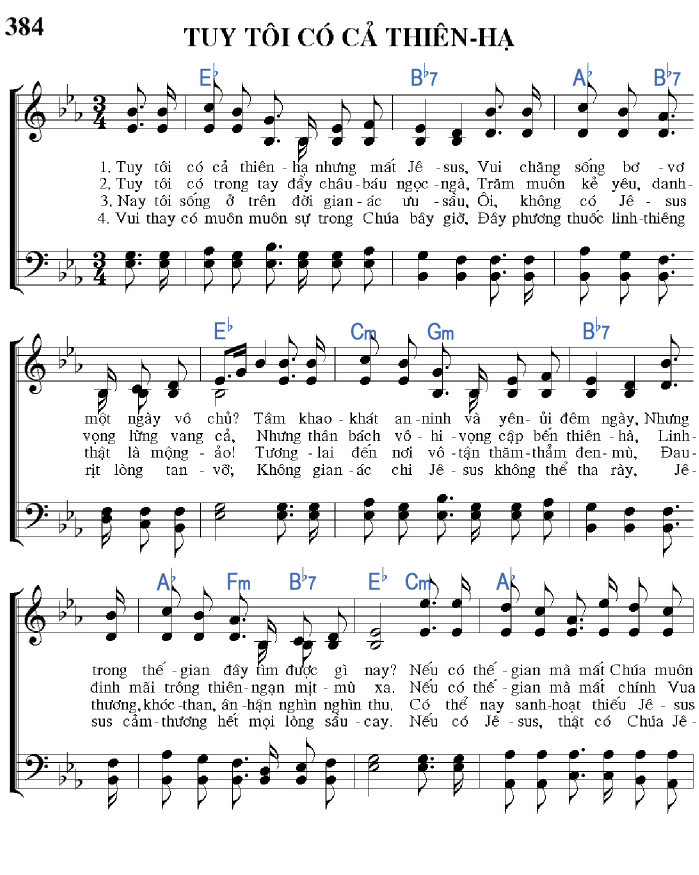 384
TUY TÔI CÓ CẢ THIÊN-HẠ
E♭ B♭7 A♭ B♭7
1. Tuy tôi có cả thiên-hạ nhưng mất Jê-sus, Vui chăng sống bơ-vơ
2. Tuy tôi có trong tay đầy châu-báu ngọc-ngà, Trăm muôn kẻ yêu, danh-
3. Nay tôi sống ở trên đời gian-ác ưu-sầu, Ôi, không có Jê-sus
4. Vui thay có muôn muôn sự trong Chúa bây giờ, Đầy phương thuốc linh-thiêng
E♭ Cm Gm B♭7
một ngày vô chủ? Tâm khao-khát an-ninh và yên-ủi đêm ngày, Nhưng
vọng lừng vang cả, Nhưng thân bách vô-hi-vọng cập bến thiên-hà, Linh-
thật là mộng-ảo! Tương-lai đến nơi vô-tận thăm-thẳm đen-mù, Đau-
rịt lòng tan-vỡ; Không gian-ác chi Jê-sus không thể tha rày, Jê-
A♭ Fm B♭7 E♭ Cm A♭
trong thế-gian đây tìm được gì nay? Nếu có thế-gian mà mất Chúa muôn
đinh mãi trông thiên-ngạn mịt-mù xa. Nếu có thế-gian mà mất chính Vua
thương, khóc-than, ân-hận nghìn nghìn thu. Có thể nay sanh-hoạt thiếu Jê-sus
sus cảm-thương hết mọi lòng sầu-cay. Nếu có Jê-sus, thật có Chúa Jê-